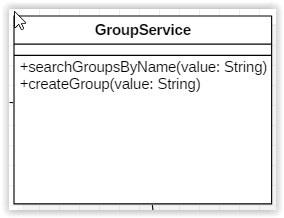 GroupService
+searchGroupsByName(value: String)
+createGroup(value: String)